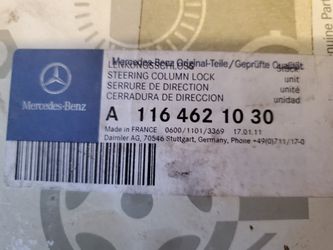 Mercedes-Benz Original-Teile/Geprüfte Qualität
LENKUNGSSCHLOSS
STEERING COLUMN LOCK unit
SERRURE DE DIRECTION unité
CERRADURA DE DIRECCION unidad
Mercedes-Benz
A 116 462 10 30
Made in FRANCE 0600/1101/3369 17.01.11
Daimler AG, 70546 Stuttgart, Germany, Phone +49(0)711/17-0